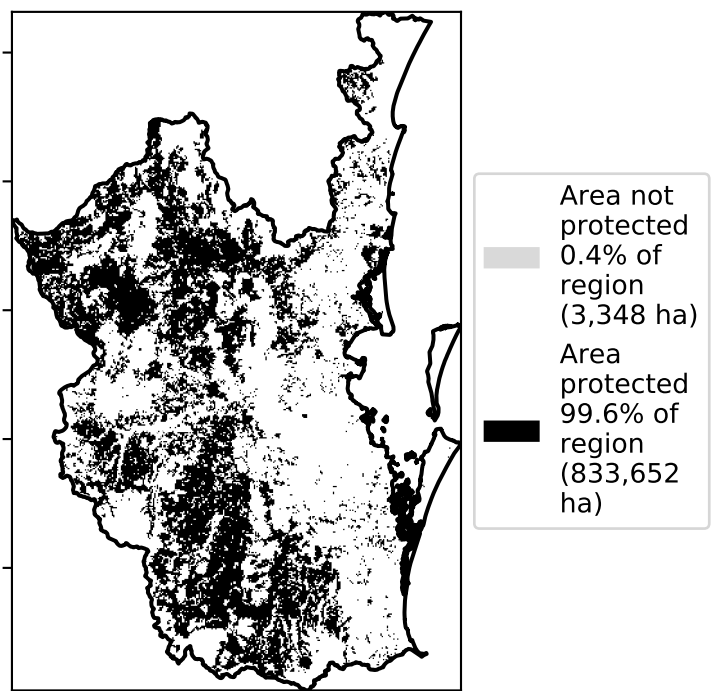 Area not
protected
0.4% of
region
(3,348 ha)
Area
protected
99.6% of
region
(833,652
ha)